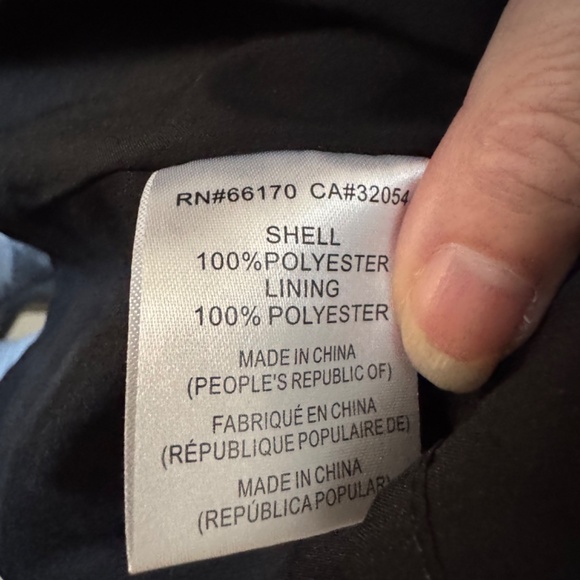 RN#66170 CA#32054
SHELL
100%POLYESTER
LINING
100% POLYESTER
MADE IN CHINA
(PEOPLE'S REPUBLIC OF)
FABRIQUÉ EN CHINA
(RÉPUBLIQUE POPULAIRE DE)
MADE IN CHINA
(REPÚBLICA POPULAR